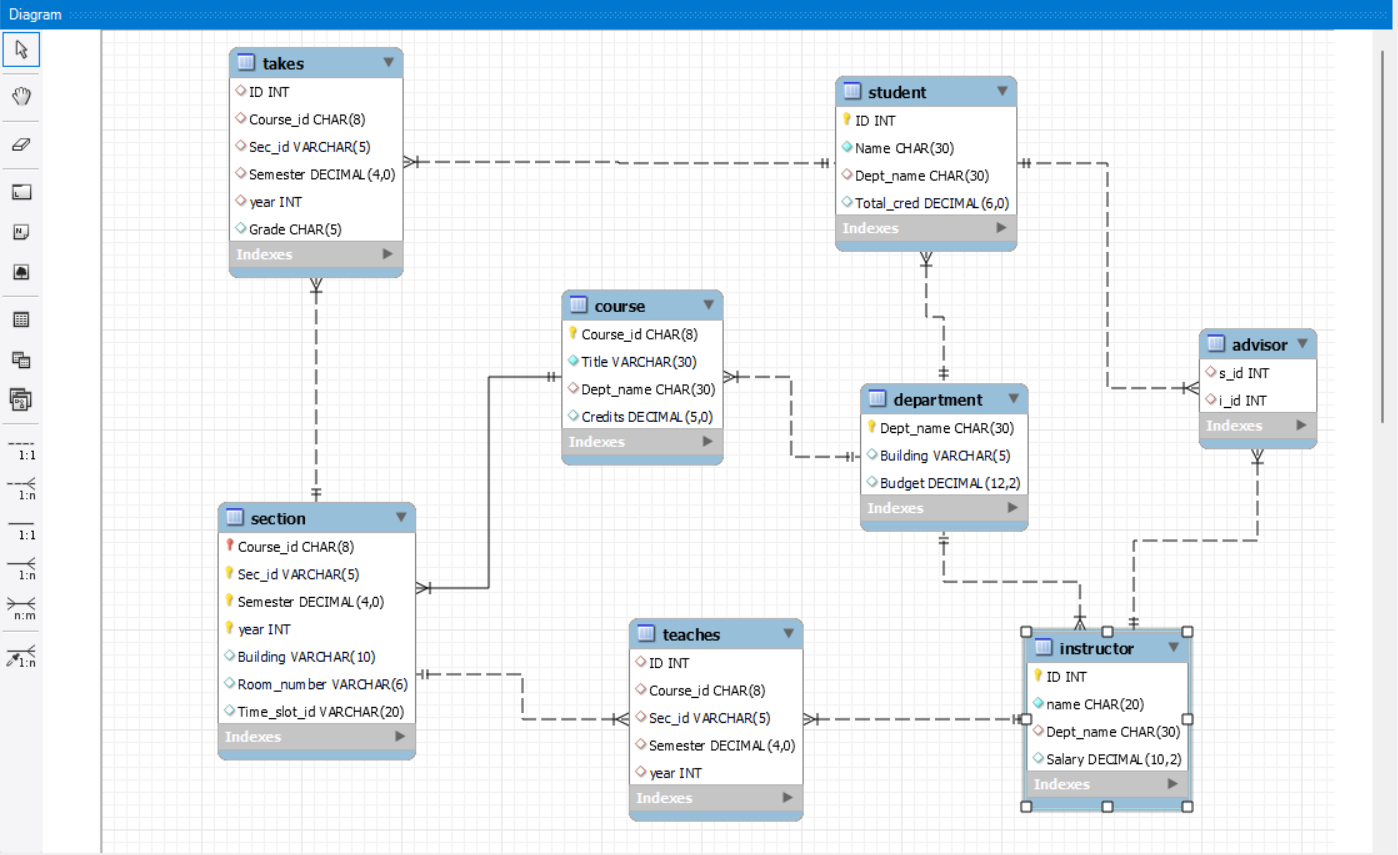 Diagram
takes
ID INT
Course_id CHAR(8)
Sec_id VARCHAR(5)
Semester DECIMAL(4,0)
year INT
Grade CHAR(5)
Indexes
student
ID INT
Name CHAR(30)
Dept_name CHAR(30)
Total_cred DECIMAL(6,0)
Indexes
course
Course_id CHAR(8)
Title VARCHAR(30)
Dept_name CHAR(30)
Credits DECIMAL(5,0)
Indexes
advisor
s_id INT
i_id INT
Indexes
department
Dept_name CHAR(30)
Building VARCHAR(5)
Budget DECIMAL(12,2)
Indexes
1:1
1:n
1:1
1:n
n:m
1:n
section
Course_id CHAR(8)
Sec_id VARCHAR(5)
Semester DECIMAL(4,0)
year INT
Building VARCHAR(10)
Room_number VARCHAR(6)
Time_slot_id VARCHAR(20)
Indexes
teaches
ID INT
Course_id CHAR(8)
Sec_id VARCHAR(5)
Semester DECIMAL(4,0)
year INT
Indexes
instructor
ID INT
name CHAR(20)
Dept_name CHAR(30)
Salary DECIMAL(10,2)
Indexes